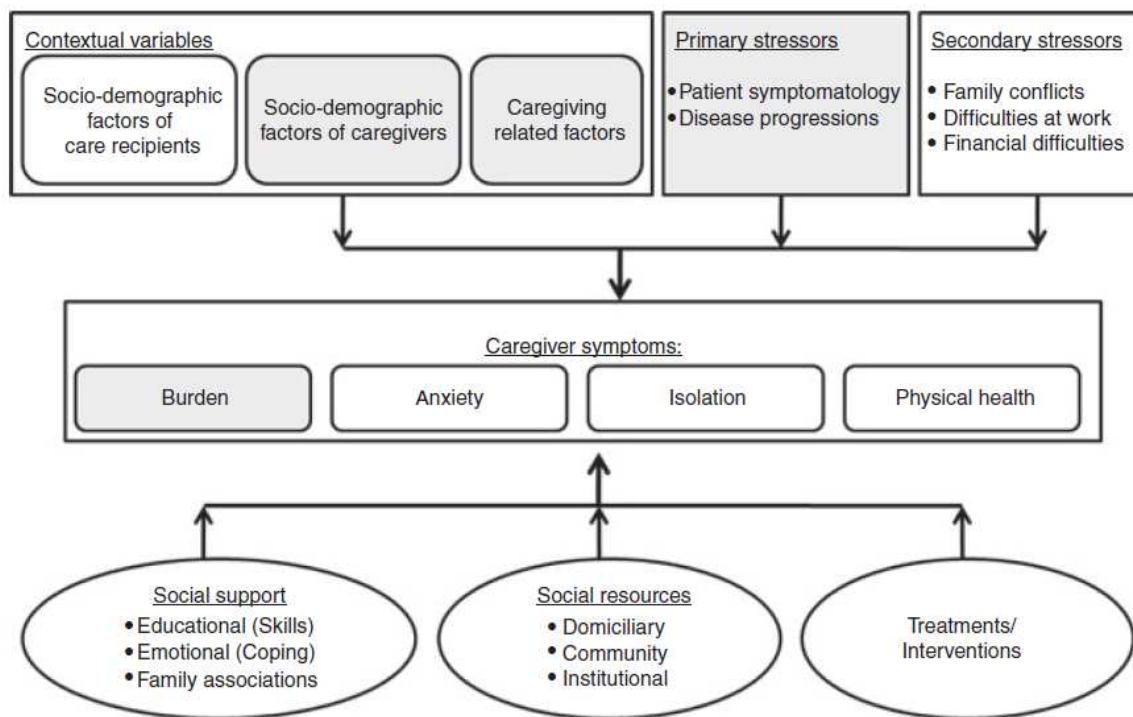 Contextual variables
Socio-demographic
factors of
care recipients
Socio-demographic
factors of caregivers
Caregiving
related factors
Primary stressors
• Patient symptomatology
• Disease progressions
Secondary stressors
• Family conflicts
• Difficulties at work
• Financial difficulties
Caregiver symptoms:
Burden
Anxiety
Isolation
Physical health
Social support
• Educational (Skills)
• Emotional (Coping)
• Family associations
Social resources
• Domiciliary
• Community
• Institutional
Treatments/
Interventions